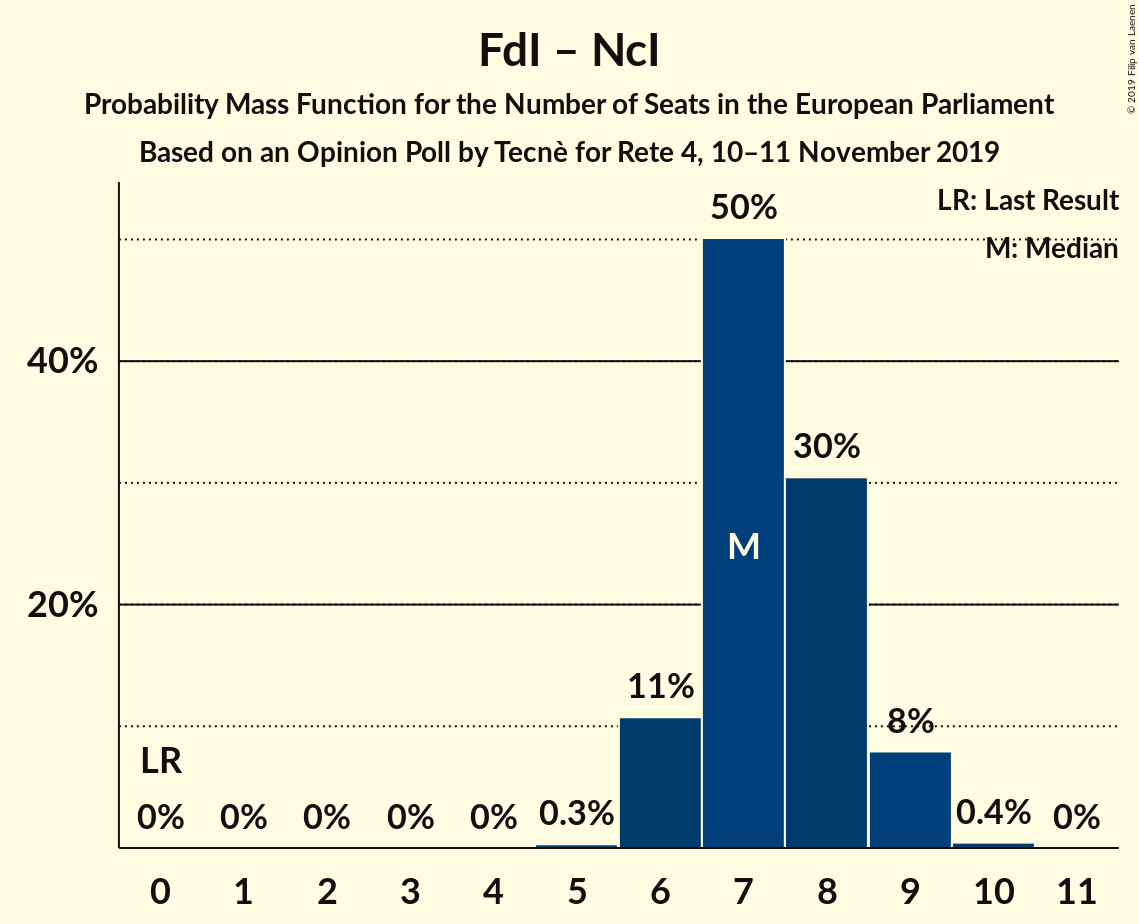 FdI – NcI
Probability Mass Function for the Number of Seats in the European Parliament
Based on an Opinion Poll by Tecnè for Rete 4, 10–11 November 2019
© 2019 Filip van Laenen
LR: Last Result
M: Median
50%
40%
30%
M
20%
11%
8%
LR
0% 0% 0% 0% 0% 0.3% 0.4% 0%
0 1 2 3 4 5 6 7 8 9 10 11